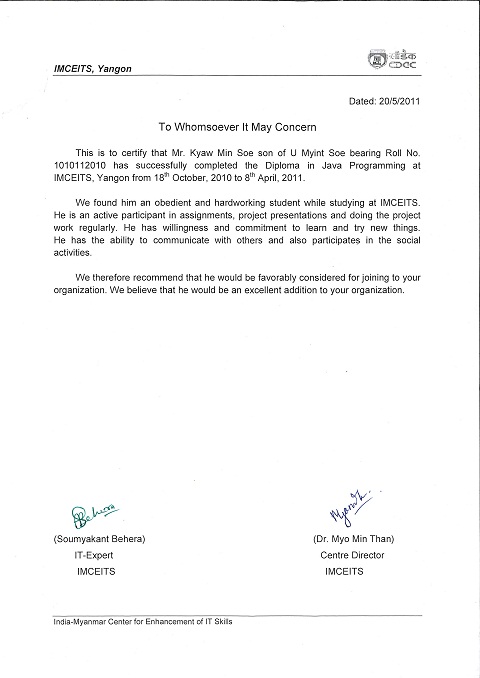 सी डैक
CDAC
IMCEITS, Yangon
Dated: 20/5/2011
To Whomsoever It May Concern
This is to certify that Mr. Kyaw Min Soe son of U Myint Soe bearing Roll No.
1010112010 has successfully completed the Diploma in Java Programming at
IMCEITS, Yangon from 18th October, 2010 to 8th April, 2011.
We found him an obedient and hardworking student while studying at IMCEITS.
He is an active participant in assignments, project presentations and doing the project
work regularly. He has willingness and commitment to learn and try new things.
He has the ability to communicate with others and also participates in the social
activities.
We therefore recommend that he would be favorably considered for joining to your
organization. We believe that he would be an excellent addition to your organization.
Behera
(Soumyakant Behera)
(Dr. Myo Min Than)
IT-Expert
Centre Director
IMCEITS
IMCEITS
India-Myanmar Center for Enhancement of IT Skills